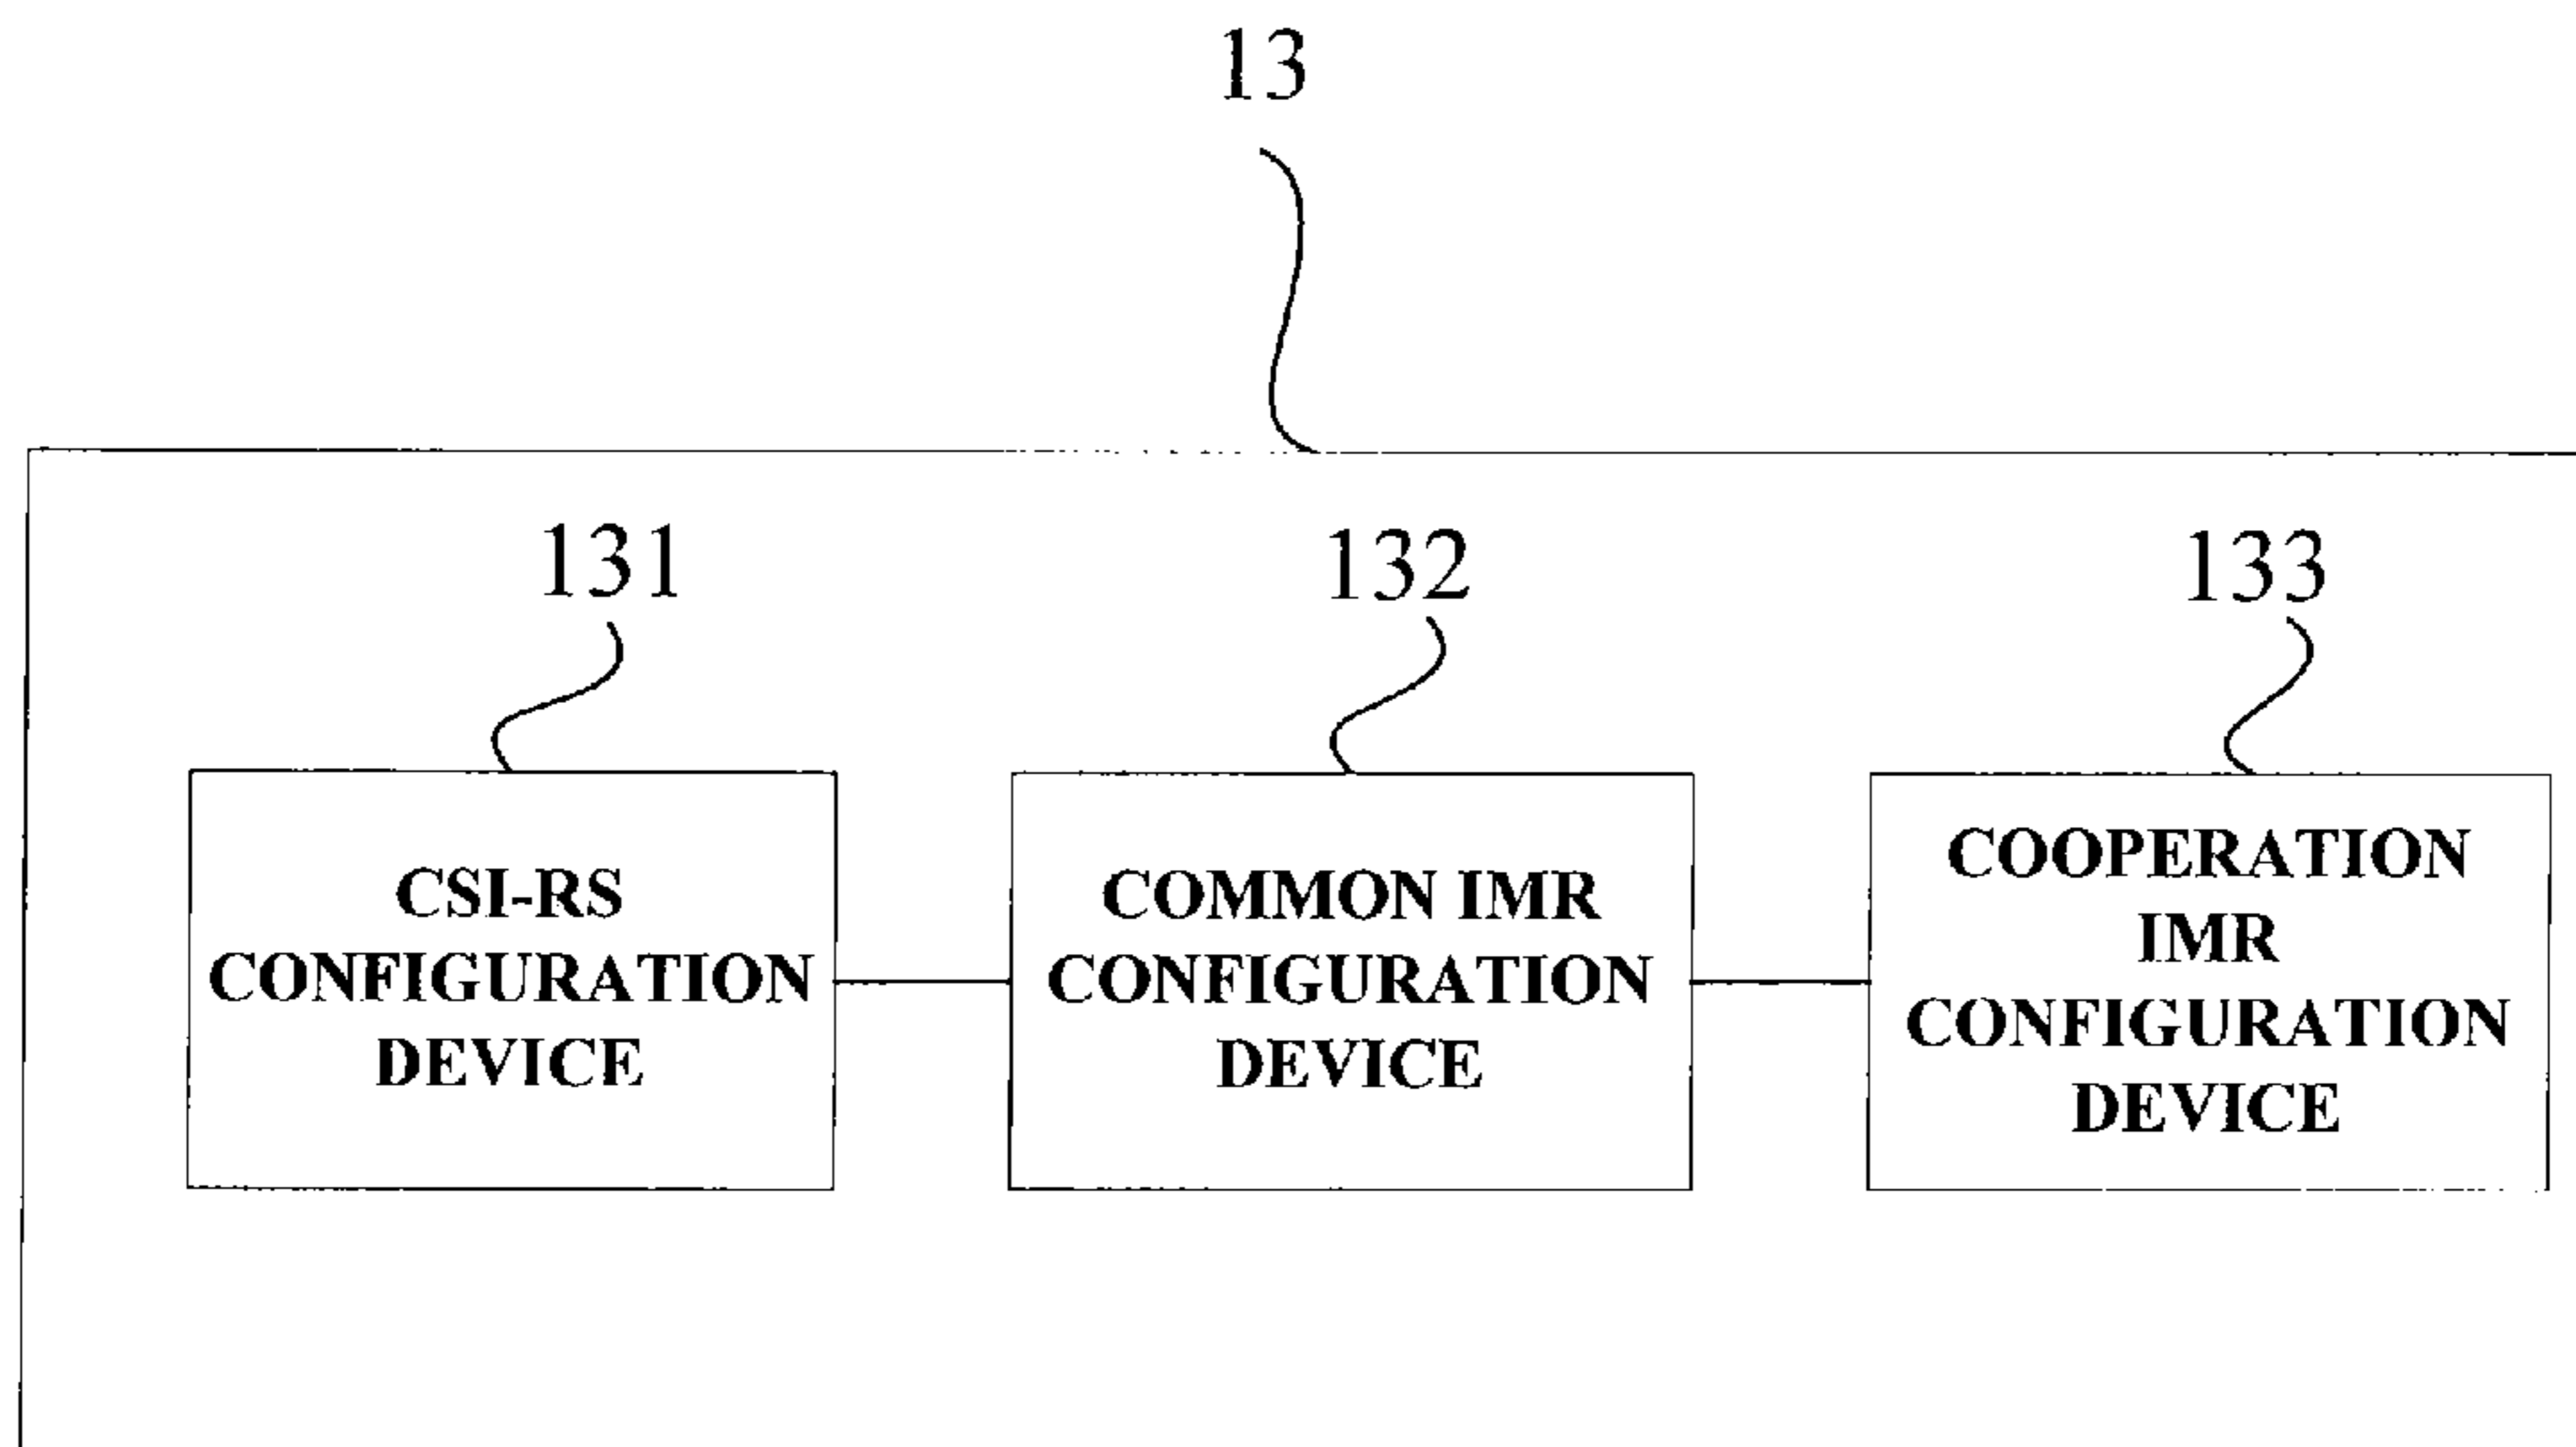 13
131
132
133
CSI-RS
CONFIGURATION
DEVICE
COMMON IMR
CONFIGURATION
DEVICE
COOPERATION
IMR
CONFIGURATION
DEVICE